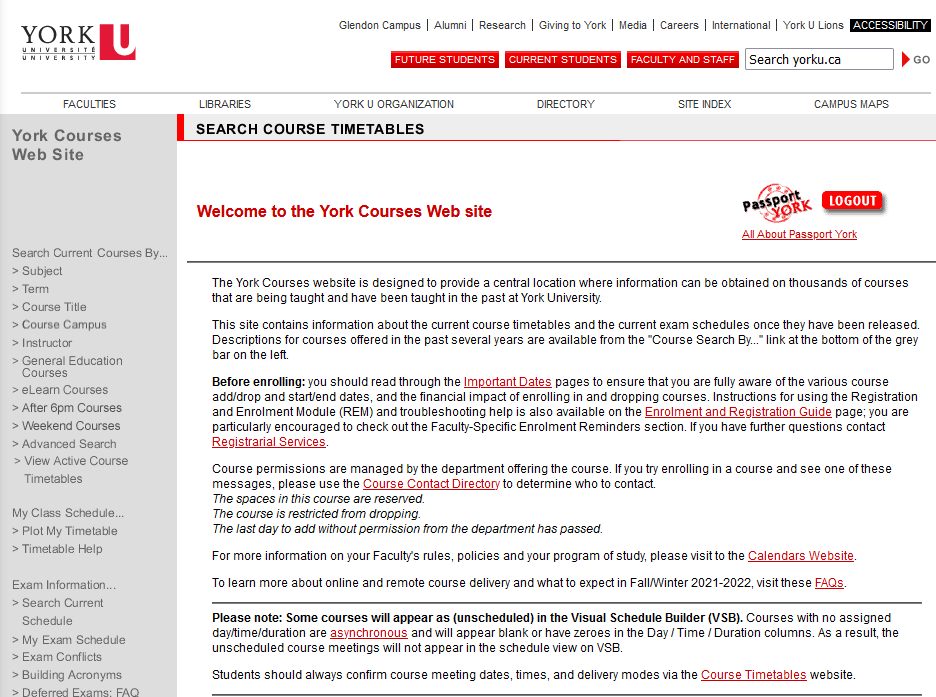 Glendon Campus | Alumni | Research | Giving to York | Media | Careers | International | York U Lions ACCESSIBILITY
YORK U
UNIVERSITÉ
UNIVERSITY
FUTURE STUDENTS CURRENT STUDENTS FACULTY AND STAFF Search yorku.ca GO
FACULTIES LIBRARIES YORK U ORGANIZATION DIRECTORY SITE INDEX CAMPUS MAPS
York Courses
Web Site
Search Current Courses By...
> Subject
> Term
> Course Title
> Course Campus
> Instructor
> General Education
Courses
> eLearn Courses
> After 6pm Courses
> Weekend Courses
> Advanced Search
> View Active Course
Timetables
My Class Schedule...
> Plot My Timetable
> Timetable Help
Exam Information...
> Search Current
Schedule
> My Exam Schedule
> Exam Conflicts
> Building Acronyms
> Deferred Exams: FAQ
SEARCH COURSE TIMETABLES
Welcome to the York Courses Web site
Passport
YORK
LOGOUT
All About Passport York
The York Courses website is designed to provide a central location where information can be obtained on thousands of courses
that are being taught and have been taught in the past at York University.
This site contains information about the current course timetables and the current exam schedules once they have been released.
Descriptions for courses offered in the past several years are available from the "Course Search By..." link at the bottom of the grey
bar on the left.
Before enrolling: you should read through the Important Dates pages to ensure that you are fully aware of the various course
add/drop and start/end dates, and the financial impact of enrolling in and dropping courses. Instructions for using the Registration
and Enrolment Module (REM) and troubleshooting help is also available on the Enrolment and Registration Guide page; you are
particularly encouraged to check out the Faculty-Specific Enrolment Reminders section. If you have further questions contact
Registrarial Services.
Course permissions are managed by the department offering the course. If you try enrolling in a course and see one of these
messages, please use the Course Contact Directory to determine who to contact.
The spaces in this course are reserved.
The course is restricted from dropping.
The last day to add without permission from the department has passed.
For more information on your Faculty's rules, policies and your program of study, please visit to the Calendars Website.
To learn more about online and remote course delivery and what to expect in Fall/Winter 2021-2022, visit these FAQs.
Please note: Some courses will appear as (unscheduled) in the Visual Schedule Builder (VSB). Courses with no assigned
day/time/duration are asynchronous and will appear blank or have zeroes in the Day / Time / Duration columns. As a result, the
unscheduled course meetings will not appear in the schedule view on VSB.
Students should always confirm course meeting dates, times, and delivery modes via the Course Timetables website.